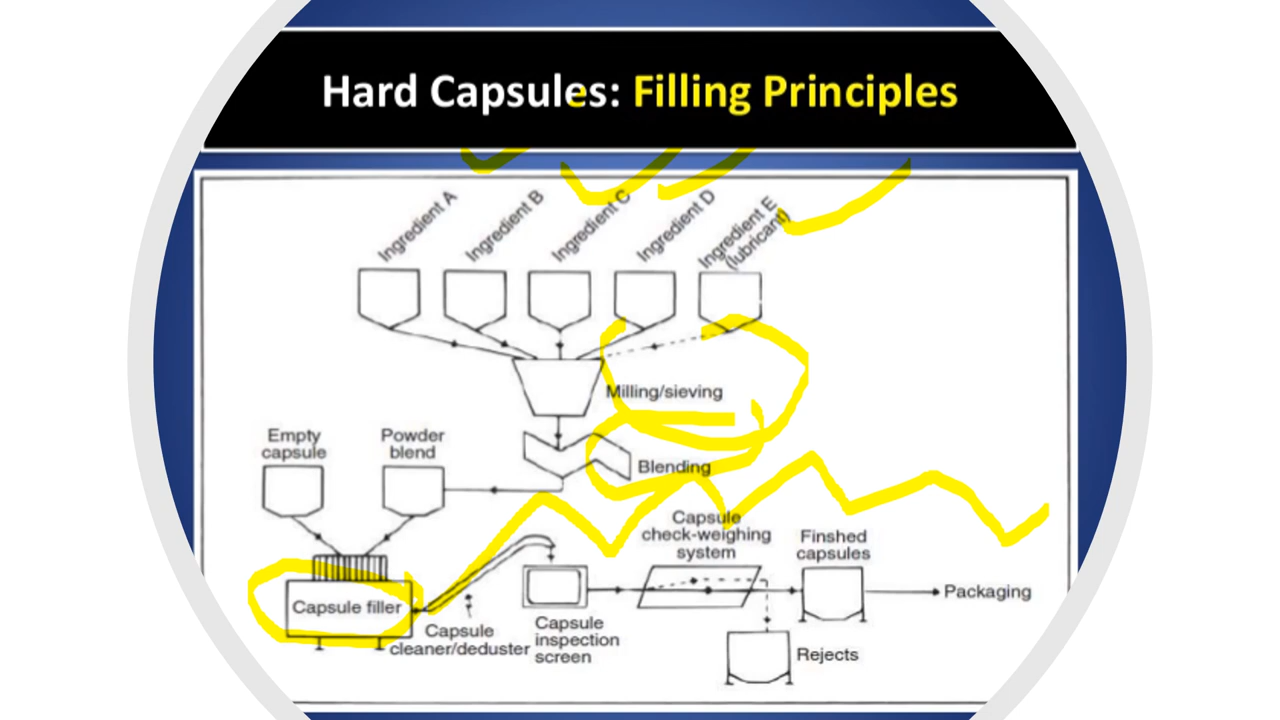 Hard Capsules: Filling Principles
Ingredient A
Ingredient B
Ingredient C
Ingredient D
Ingredient E
(lubricant)
Milling/sieving
Empty
capsule
Powder
blend
Blending
Capsule
check-weighing
system
Finshed
capsules
Packaging
Capsule filler
Capsule
cleaner/deduster
Capsule
inspection
screen
Rejects